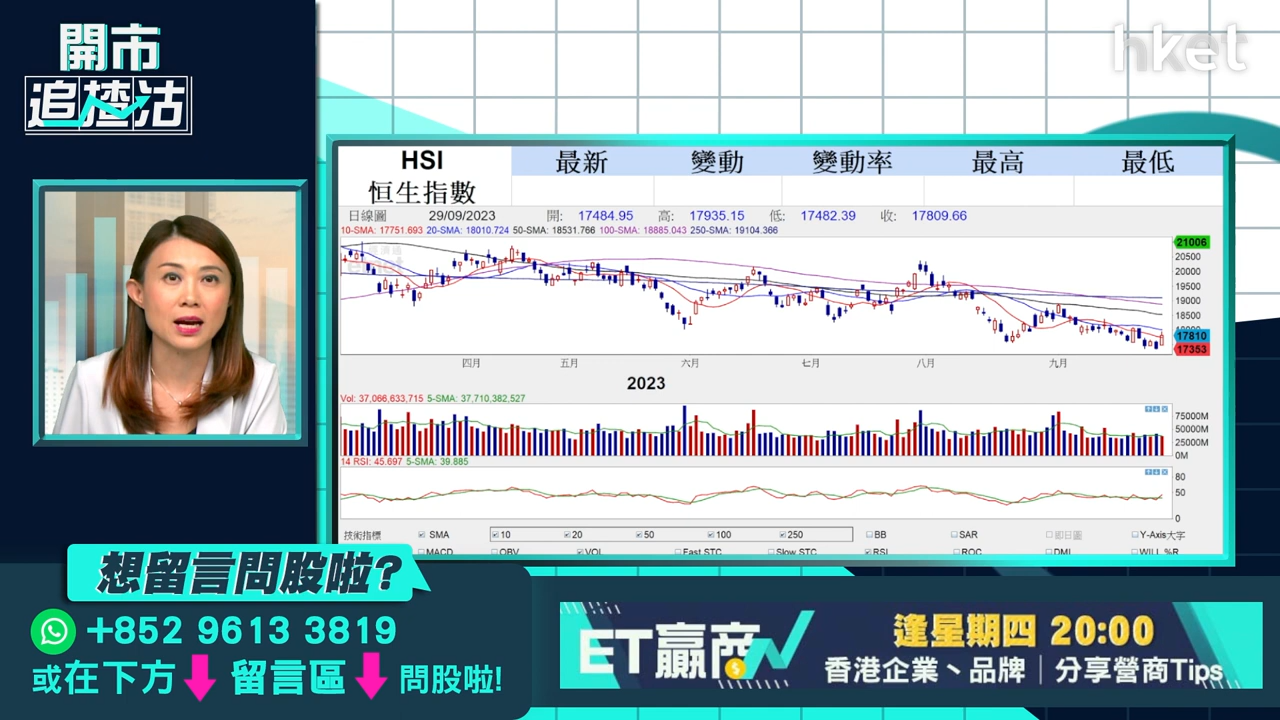 開市
追揸沽
hket
HSI
恒生指數
最新 變動 變動率 最高 最低
日線圖 29/09/2023 開: 17484.95 高: 17935.15 低: 17482.39 收: 17809.66
10-SMA: 17751.693 20-SMA: 18010.724 50-SMA: 18531.766 100-SMA: 18885.043 250-SMA: 19104.366
21006
20500
20000
19500
19000
18500
17810
17353
四月 五月 六月 七月 八月 九月
2023
Vol: 37,066,633,715 5-SMA: 37,710,382,527
75000M
50000M
25000M
0M
14 RSI: 45.697 5-SMA: 39.885
80
50
0
技術指標 SMA 10 20 50 100 250 BB SAR 即日圖 Y-Axis大字
MACD OBV VOL Fast STC Slow STC RSI ROC DMI WILL %R
想留言問股啦?
+852 9613 3819
或在下方 留言區 問股啦!
ET贏商
逢星期四 20:00
香港企業、品牌｜分享營商Tips